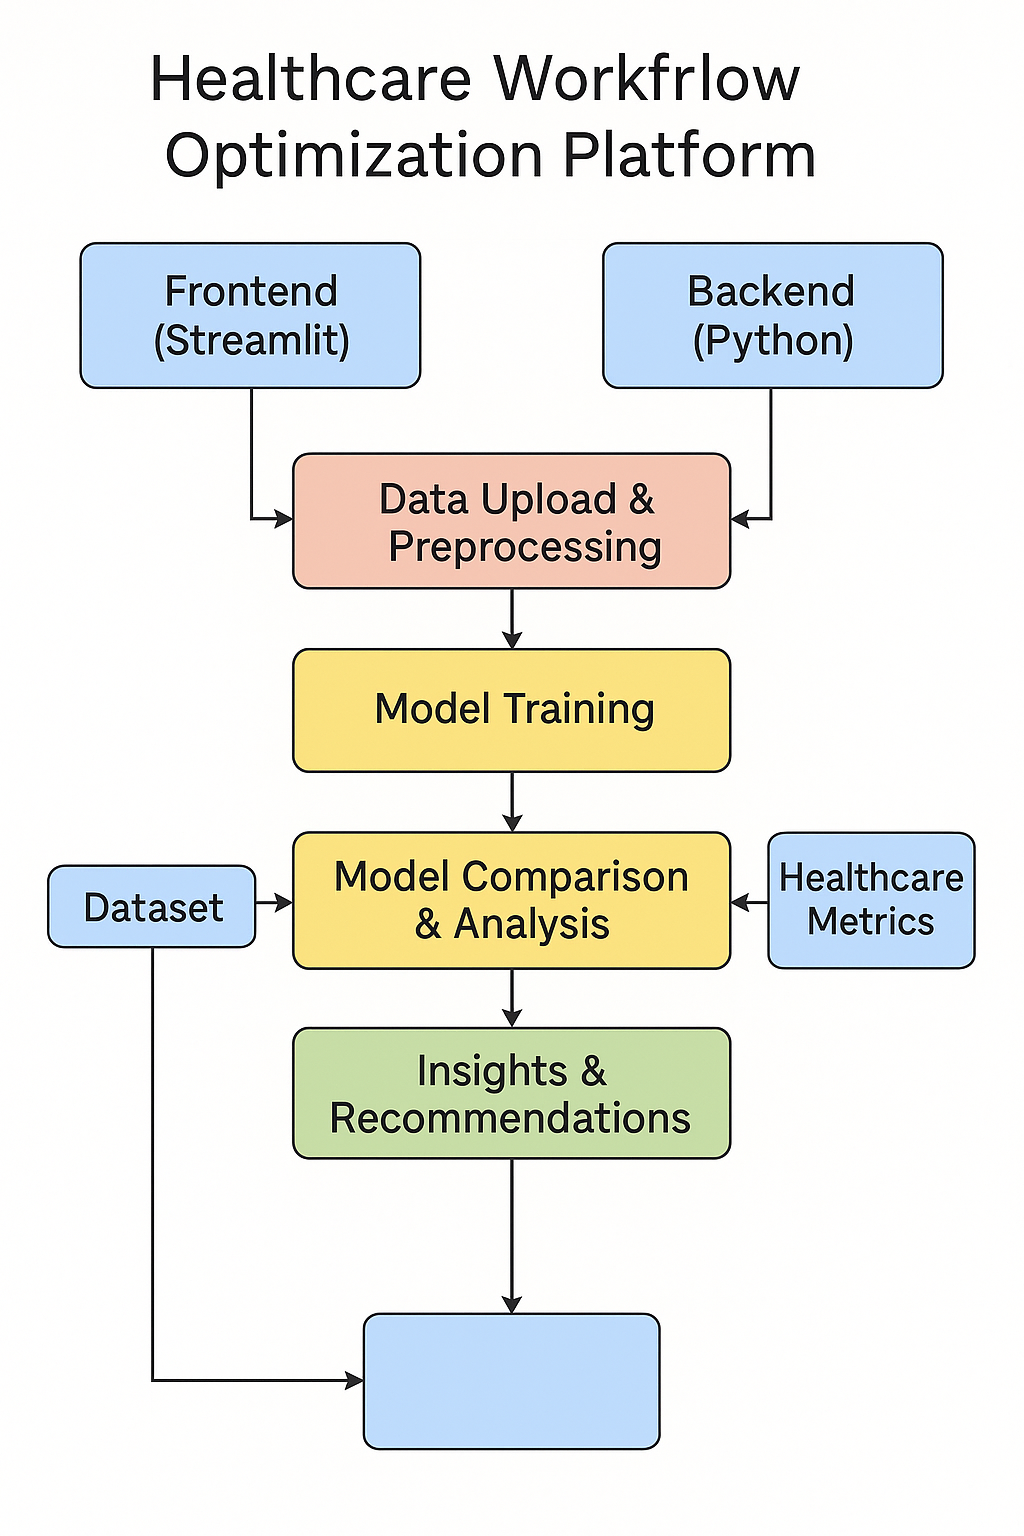 Healthcare Workfrlow
Optimization Platform
Frontend
(Streamlit)
Backend
(Python)
Data Upload &
Preprocessing
Model Training
Dataset
Model Comparison
& Analysis
Healthcare
Metrics
Insights &
Recommendations